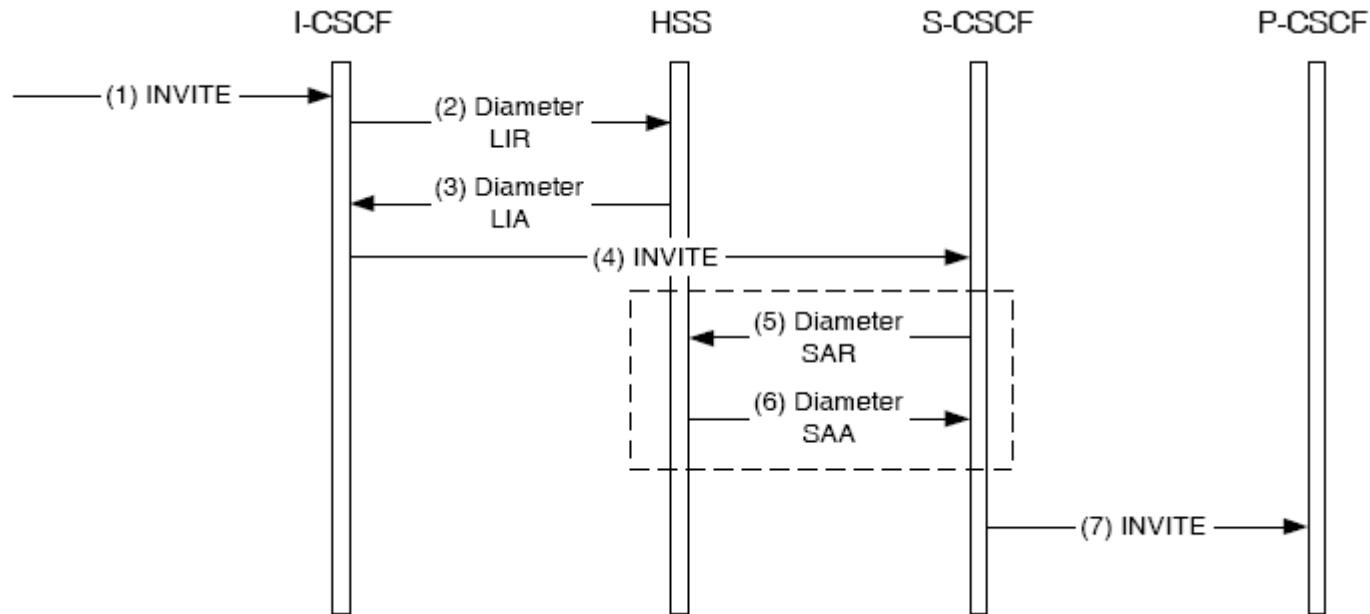 I-CSCF HSS S-CSCF P-CSCF
(1) INVITE
(2) Diameter
LIR
(3) Diameter
LIA
(4) INVITE
(5) Diameter
SAR
(6) Diameter
SAA
(7) INVITE